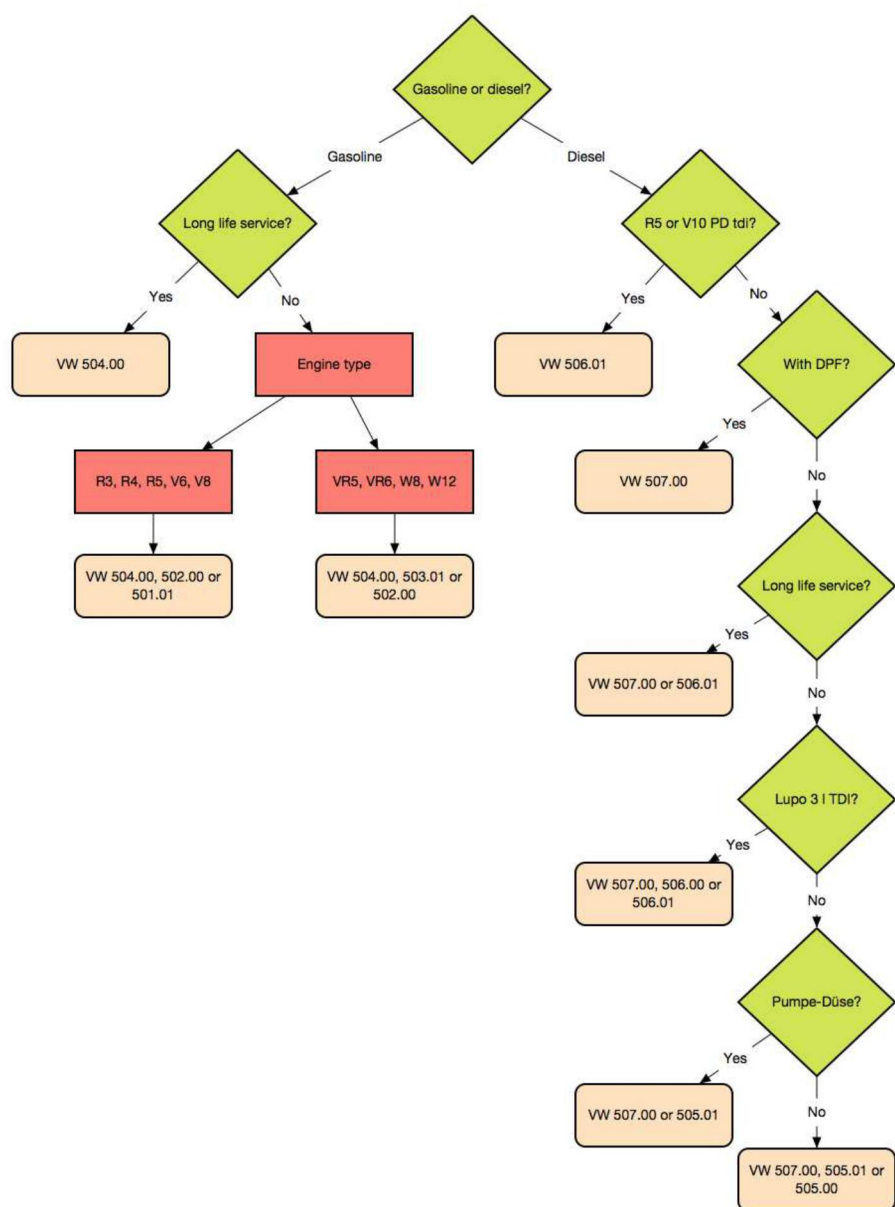 Gasoline or diesel?
Gasoline
Diesel
Long life service?
R5 or V10 PD tdi?
Yes
No
Yes
No
VW 504.00
Engine type
VW 506.01
With DPF?
Yes
R3, R4, R5, V6, V8
VR5, VR6, W8, W12
VW 507.00
No
VW 504.00, 502.00 or
501.01
VW 504.00, 503.01 or
502.00
Long life service?
Yes
VW 507.00 or 506.01
No
Lupo 3 l TDI?
Yes
VW 507.00, 506.00 or
506.01
No
Pumpe-Düse?
Yes
VW 507.00 or 505.01
No
VW 507.00, 505.01 or
505.00